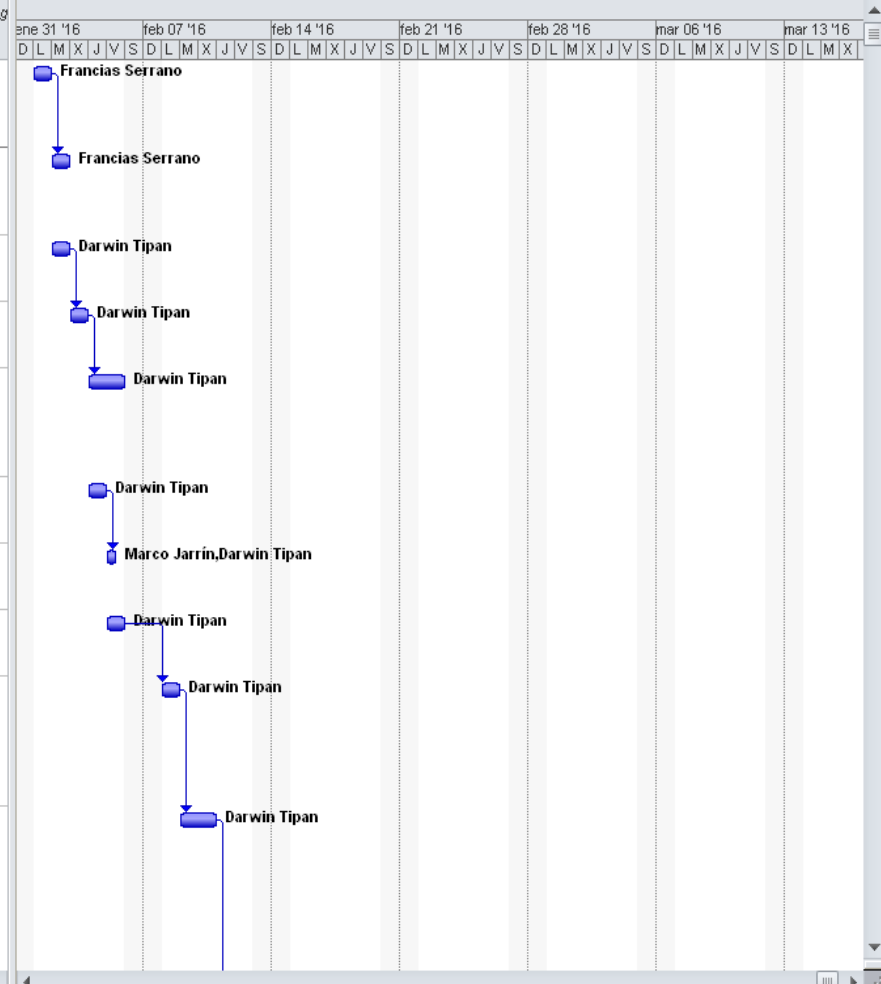 g
ene 31 '16 feb 07 '16 feb 14 '16 feb 21 '16 feb 28 '16 mar 06 '16 mar 13 '16
D L M X J V S D L M X J V S D L M X J V S D L M X J V S D L M X J V S D L M X J V S D L M X
Francias Serrano
Francias Serrano
Darwin Tipan
Darwin Tipan
Darwin Tipan
Darwin Tipan
Marco Jarrín,Darwin Tipan
Darwin Tipan
Darwin Tipan
Darwin Tipan